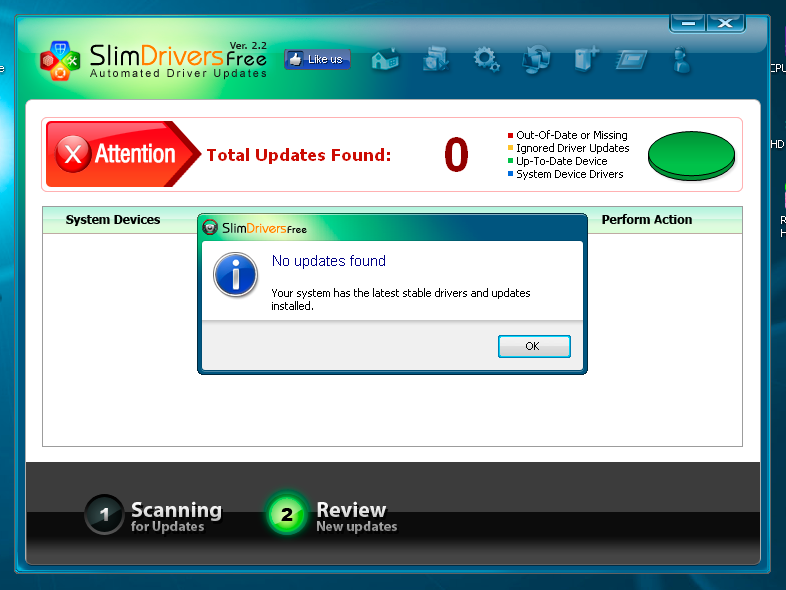 Ver. 2.2
SlimDriversFree
Automated Driver Updates
Like us
e
CPU
HD
R
H
Attention
Total Updates Found:
0
Out-Of-Date or Missing
Ignored Driver Updates
Up-To-Date Device
System Device Drivers
System Devices
Perform Action
SlimDriversFree
No updates found
Your system has the latest stable drivers and updates
installed.
OK
1
Scanning
for Updates
2
Review
New updates